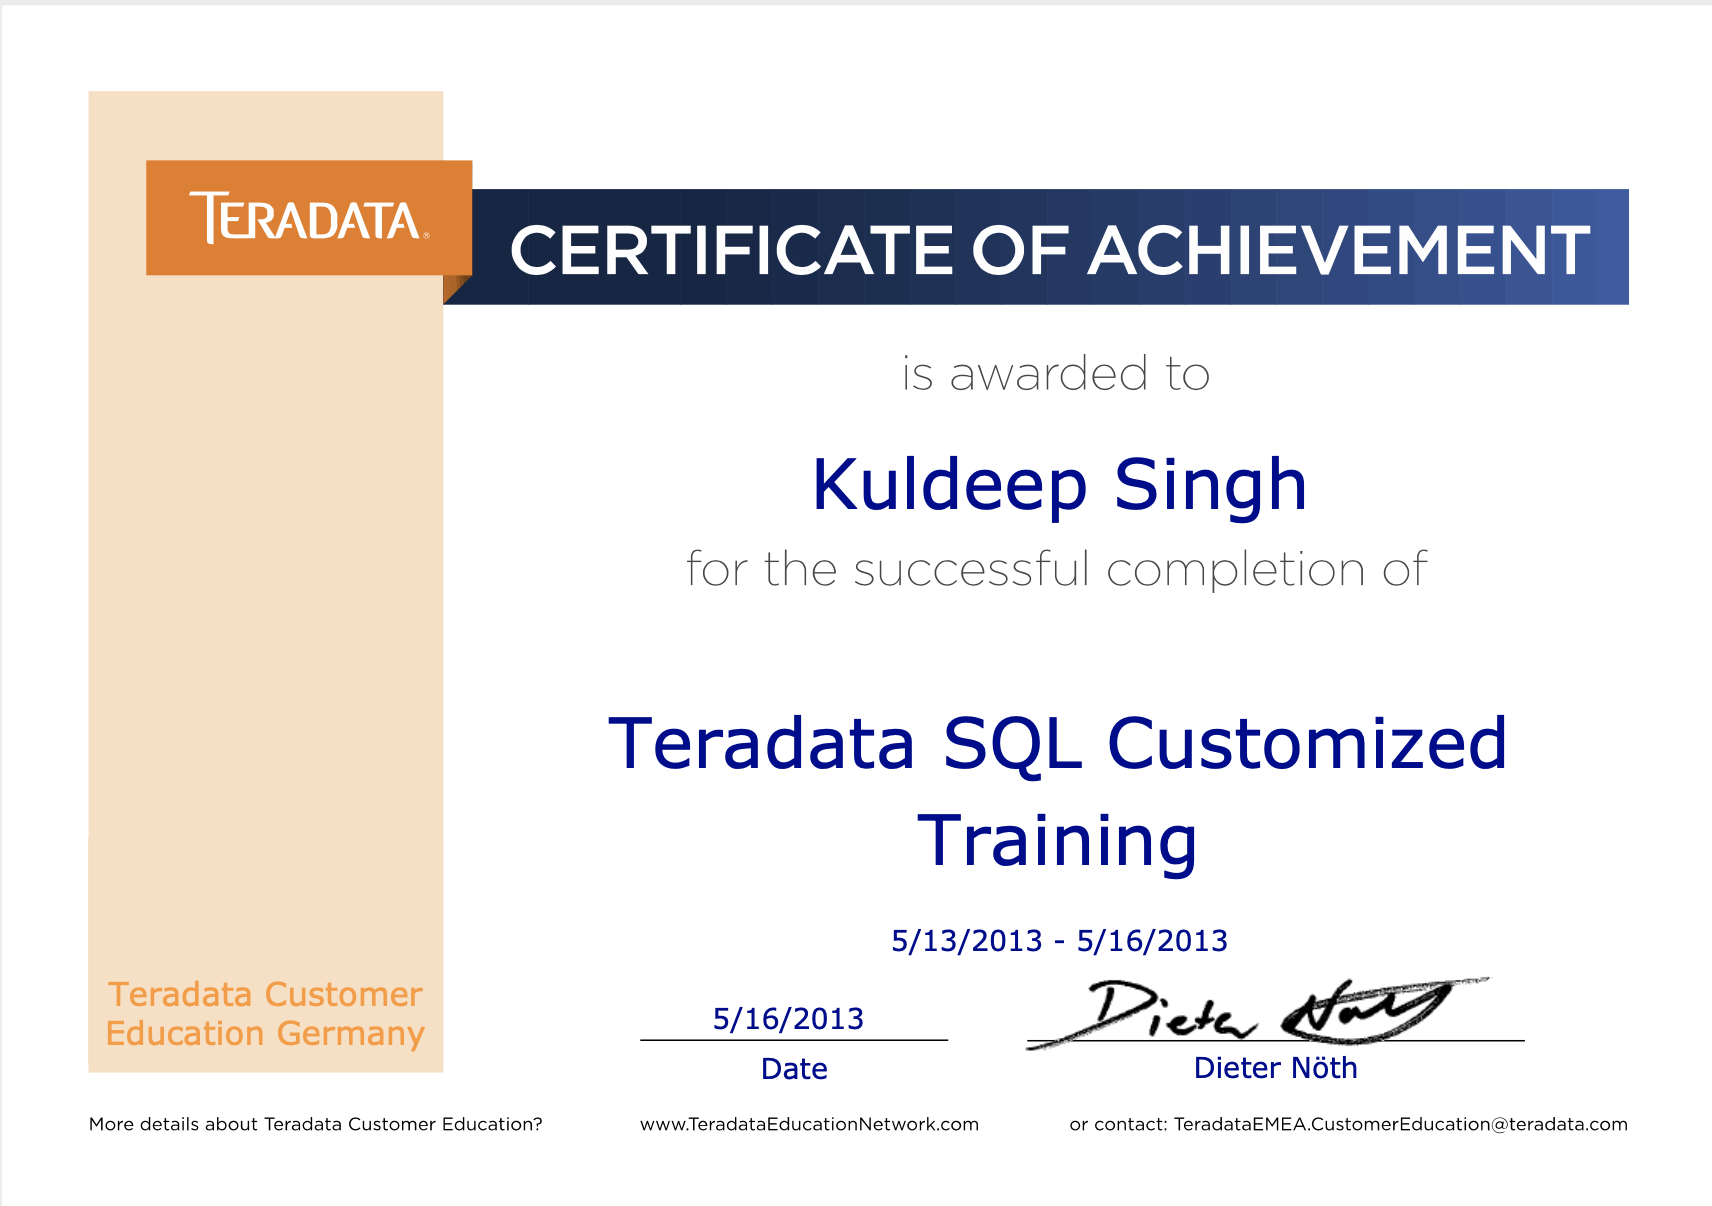 TERADATA®
CERTIFICATE OF ACHIEVEMENT
is awarded to
Kuldeep Singh
for the successful completion of
Teradata SQL Customized
Training
5/13/2013 - 5/16/2013
Teradata Customer
Education Germany
5/16/2013
Date
Dieter Nöth
Dieter Nöth
More details about Teradata Customer Education?
www.TeradataEducationNetwork.com
or contact: TeradataEMEA.CustomerEducation@teradata.com